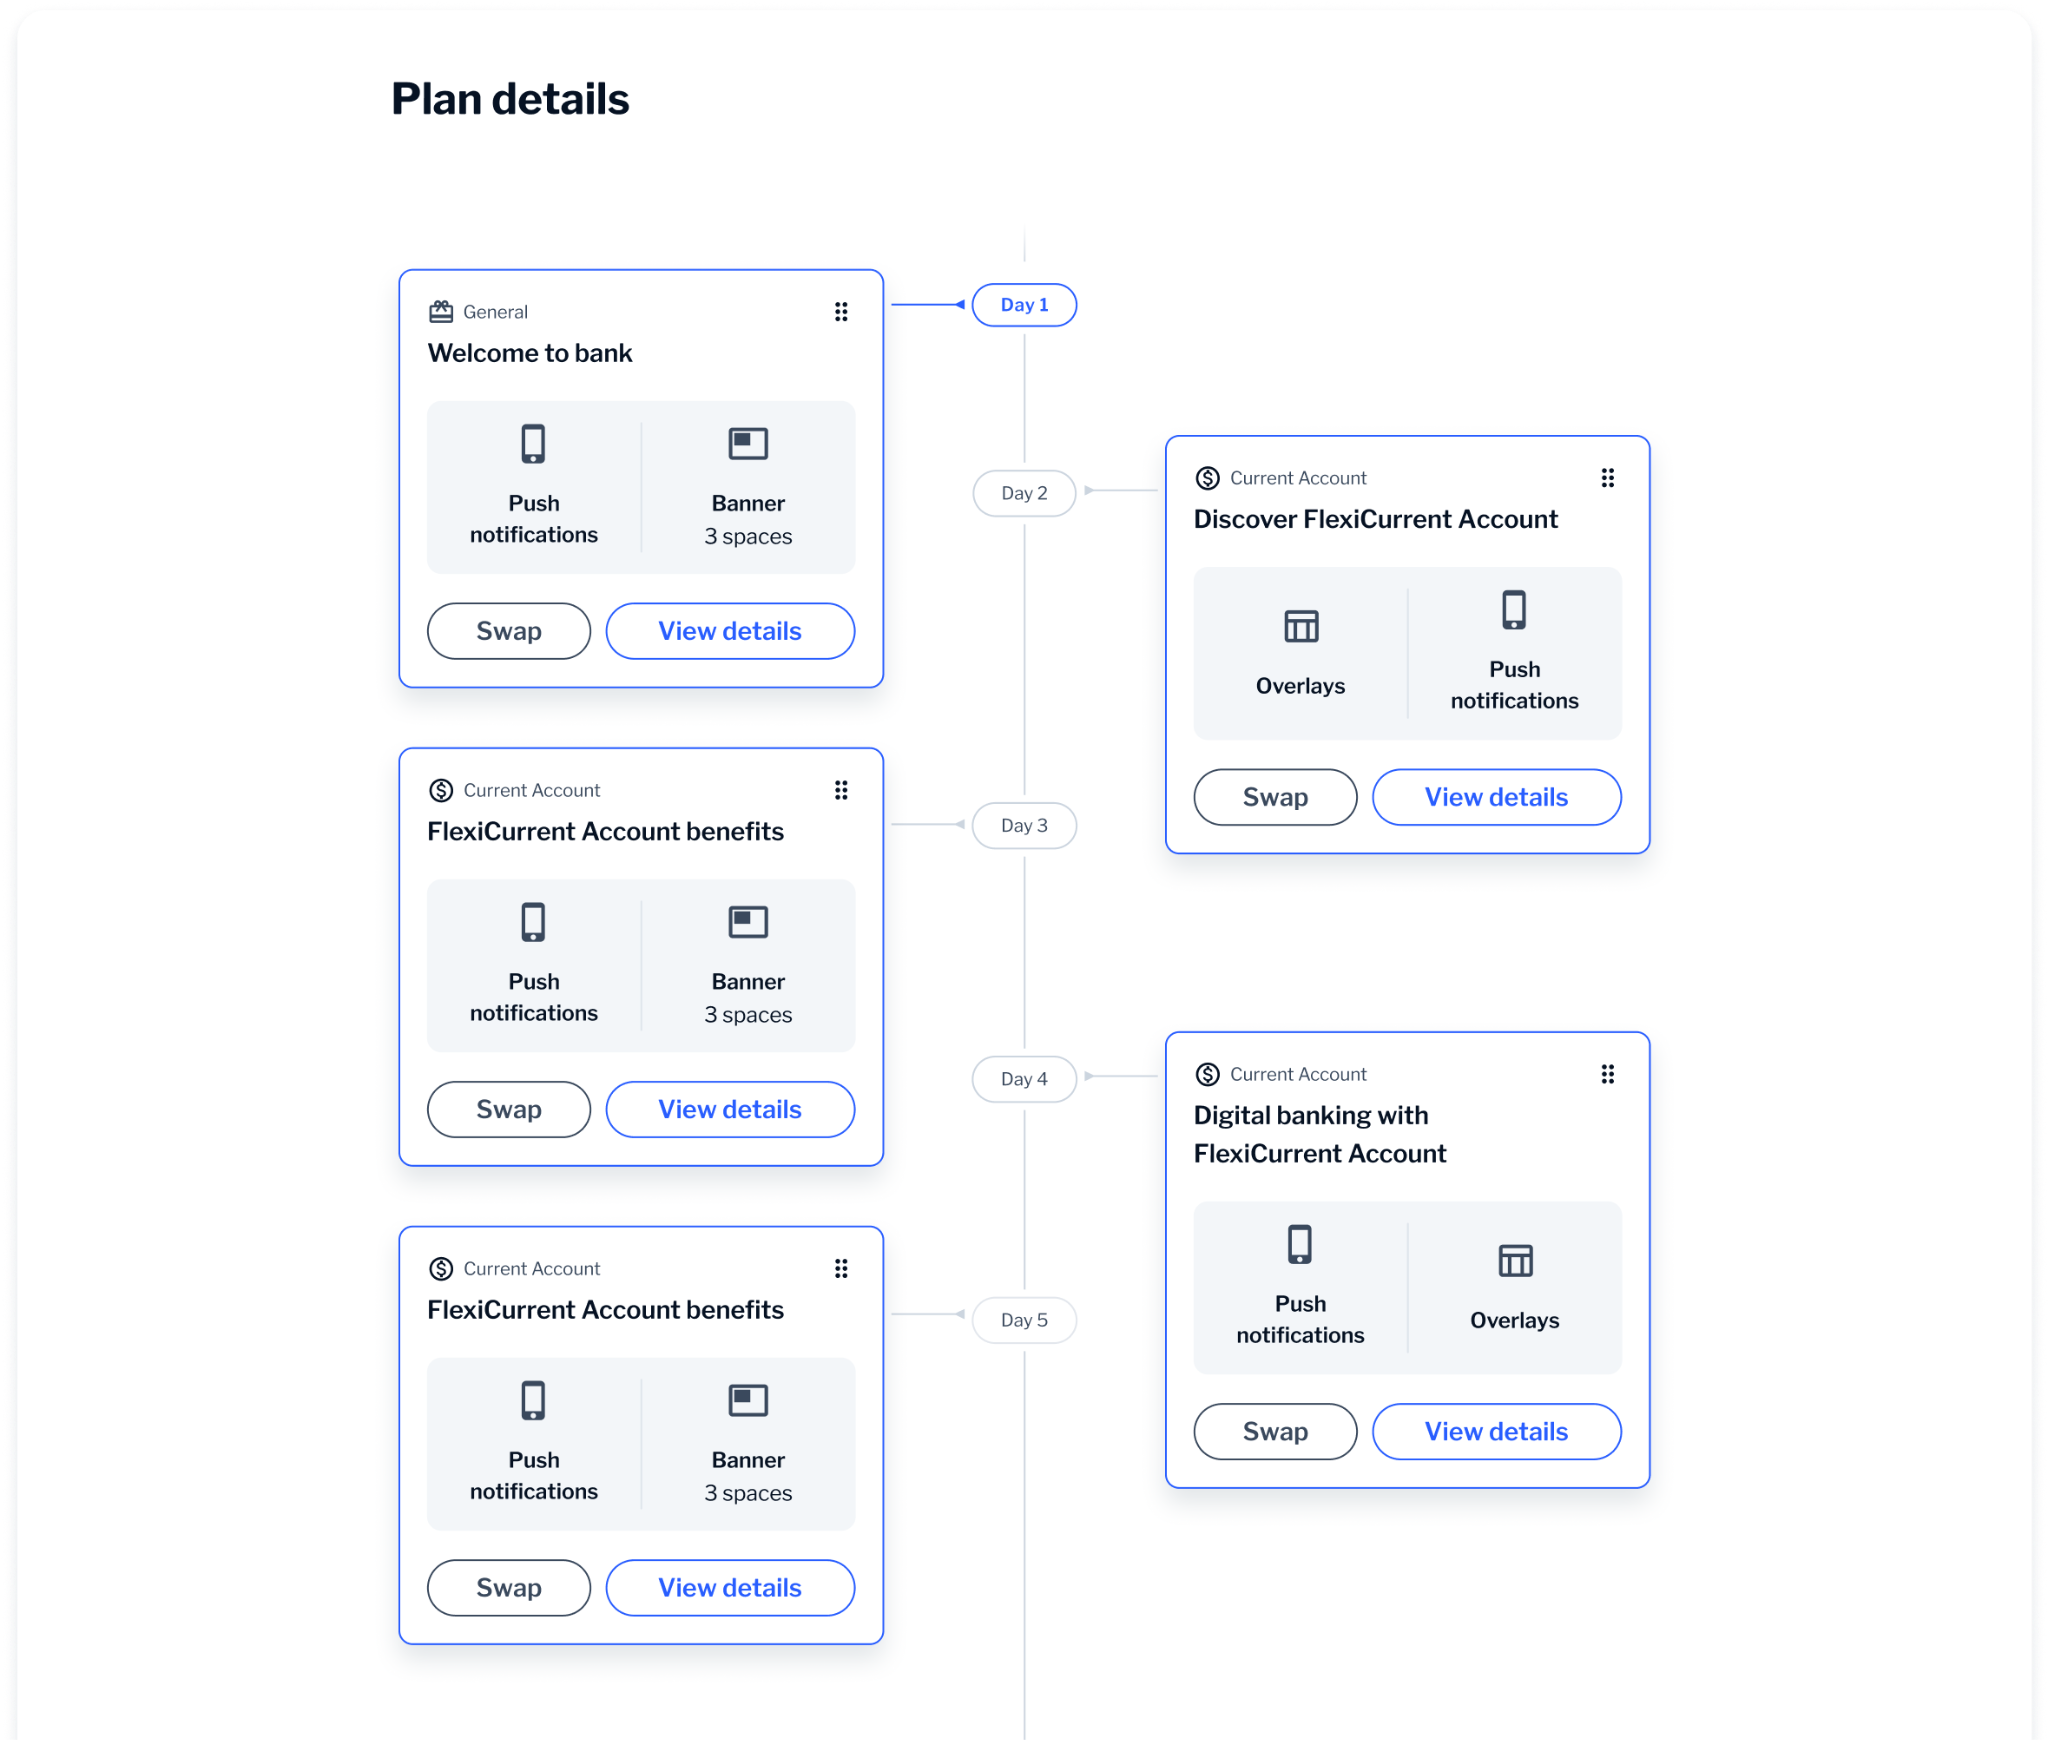 Plan details
Day 1
General
Welcome to bank
Push
notifications
Banner
3 spaces
Swap
View details
Day 2
Current Account
Discover FlexiCurrent Account
Overlays
Push
notifications
Swap
View details
Day 3
Current Account
FlexiCurrent Account benefits
Push
notifications
Banner
3 spaces
Swap
View details
Day 4
Current Account
Digital banking with
FlexiCurrent Account
Push
notifications
Overlays
Swap
View details
Day 5
Current Account
FlexiCurrent Account benefits
Push
notifications
Banner
3 spaces
Swap
View details